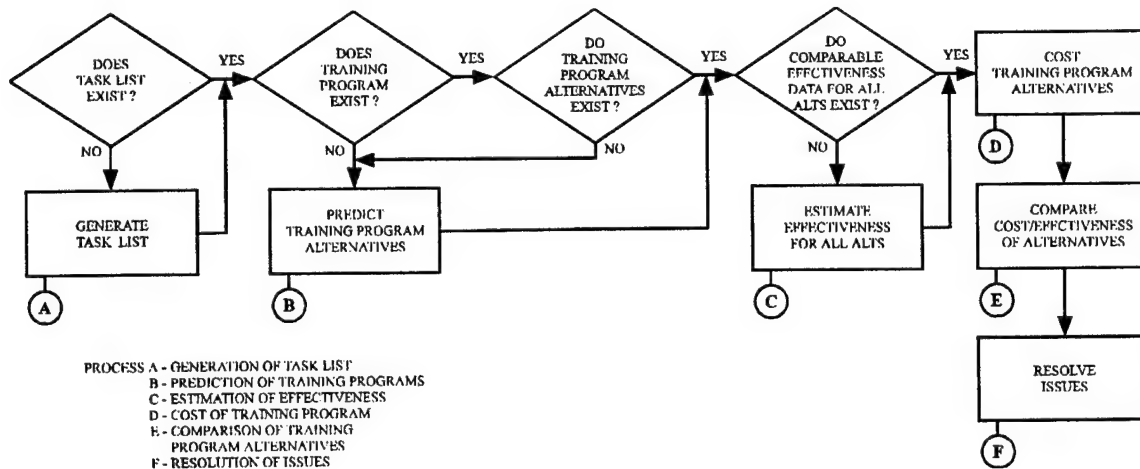 DOES
TASK LIST
EXIST ?
YES
NO
GENERATE
TASK LIST
A
DOES
TRAINING
PROGRAM
EXIST ?
YES
NO
DO
TRAINING
PROGRAM
ALTERNATIVES
EXIST ?
YES
NO
PREDICT
TRAINING PROGRAM
ALTERNATIVES
B
DO
COMPARABLE
EFFECTIVENESS
DATA FOR ALL
ALTS EXIST ?
YES
NO
ESTIMATE
EFFECTIVENESS
FOR ALL ALTS
C
COST
TRAINING PROGRAM
ALTERNATIVES
D
COMPARE
COST/EFFECTIVENESS
OF ALTERNATIVES
E
RESOLVE
ISSUES
F
PROCESS A - GENERATION OF TASK LIST
B - PREDICTION OF TRAINING PROGRAMS
C - ESTIMATION OF EFFECTIVENESS
D - COST OF TRAINING PROGRAM
E - COMPARISON OF TRAINING
PROGRAM ALTERNATIVES
F - RESOLUTION OF ISSUES